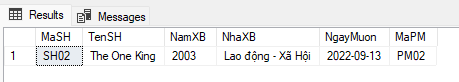 Results Messages
MaSH TenSH NamXB NhaXB NgayMuon MaPM
1 SH02 The One King 2003 Lao động - Xã Hội 2022-09-13 PM02